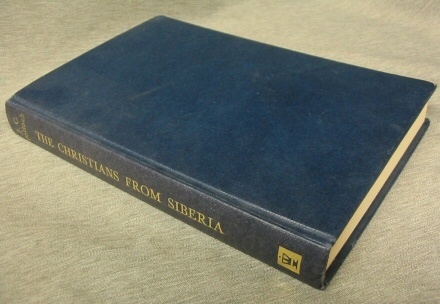 THE CHRISTIANS FROM SIBERIA